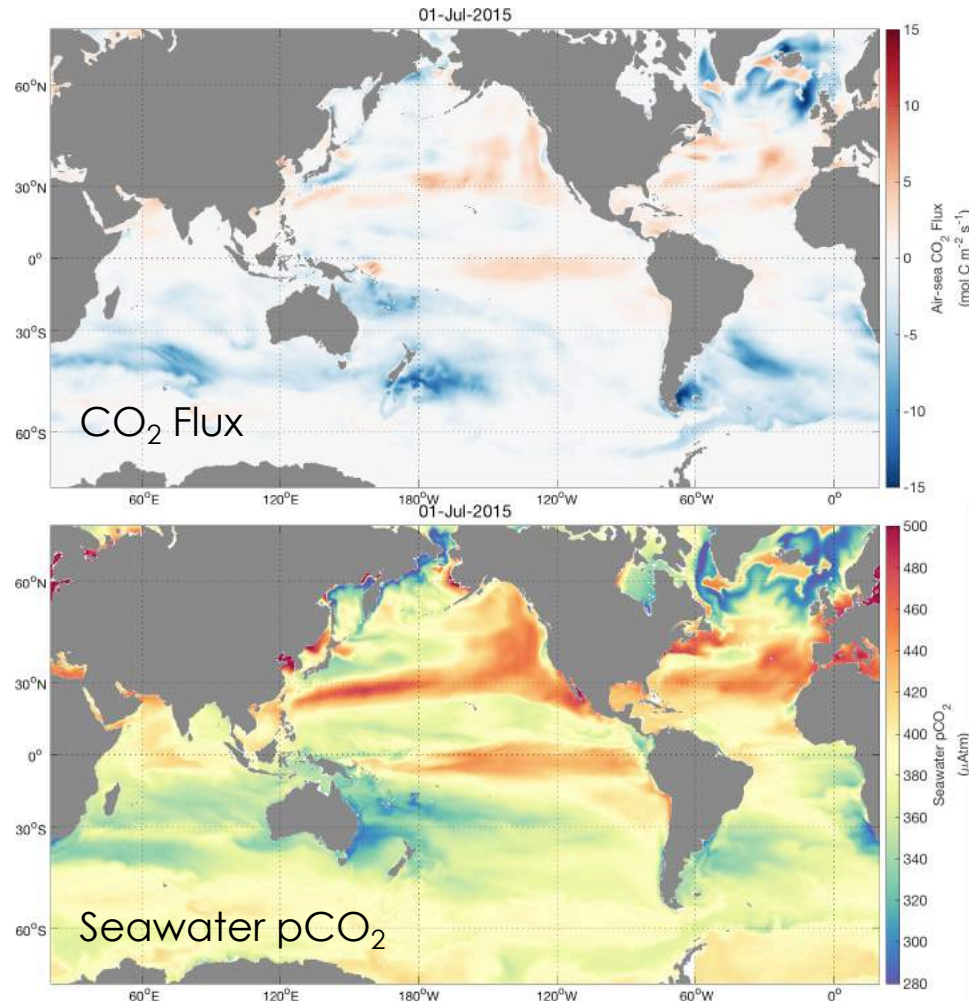 01-Jul-2015
60°N
30°N
0°
30°S
60°S
60°E
120°E
180°W
120°W
60°W
0°
15
10
5
0
-5
-10
-15
Air-sea CO₂ Flux
(mol C m⁻² s⁻¹)
CO₂ Flux
01-Jul-2015
60°N
30°N
0°
30°S
60°S
60°E
120°E
180°W
120°W
60°W
0°
500
480
460
440
420
400
380
360
340
320
300
280
Seawater pCO₂
(μAtm)
Seawater pCO₂